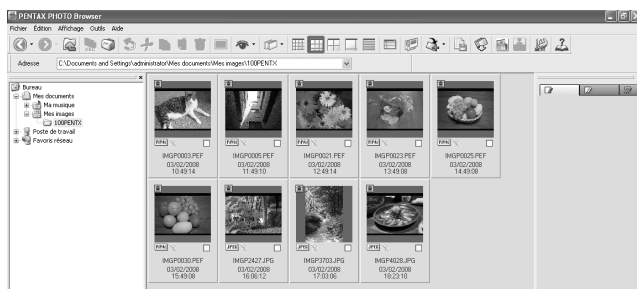 PENTAX PHOTO Browser
Fichier Édition Affichage Outils Aide
Adresse C:\Documents and Settings\administrator\Mes documents\Mes images\100PENTX
Bureau
Mes documents
Ma musique
Mes images
100PENTX
Poste de travail
Favoris réseau
IMGP0003.PEF
03/02/2008
10:49:14
IMGP0005.PEF
03/02/2008
11:49:10
IMGP0021.PEF
03/02/2008
12:49:14
IMGP0023.PEF
03/02/2008
13:49:08
IMGP0025.PEF
03/02/2008
14:49:08
JPEG
JPEG
JPEG
IMGP0030.PEF
03/02/2008
15:49:08
IMGP2427.JPG
03/02/2008
16:06:12
IMGP3703.JPG
03/02/2008
17:03:06
IMGP4028.JPG
03/02/2008
18:23:10